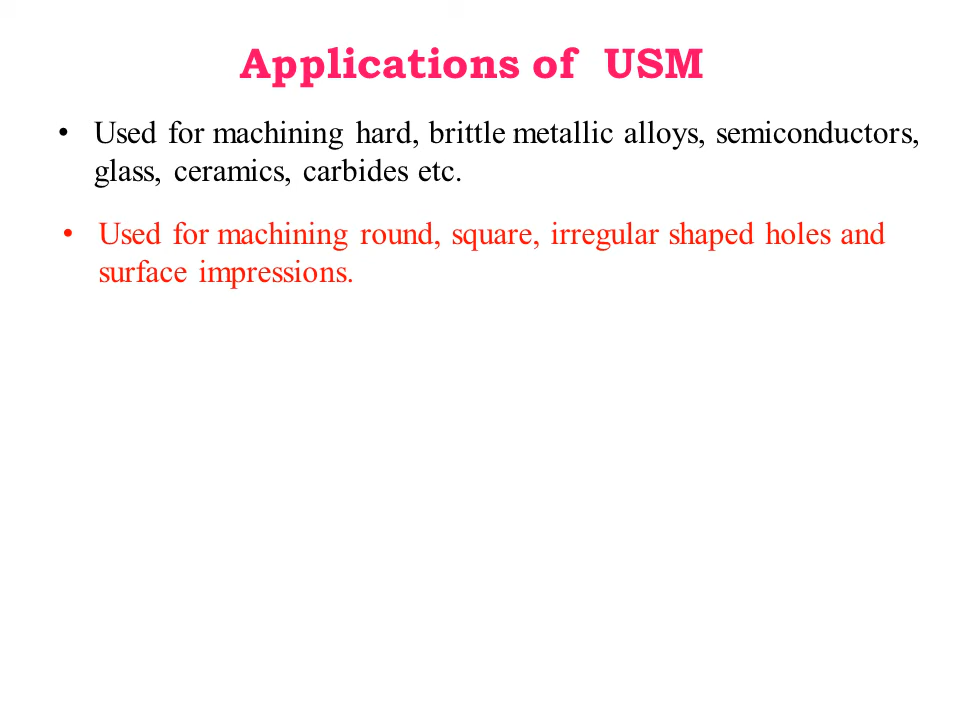 Applications of USM
• Used for machining hard, brittle metallic alloys, semiconductors,
glass, ceramics, carbides etc.
• Used for machining round, square, irregular shaped holes and
surface impressions.